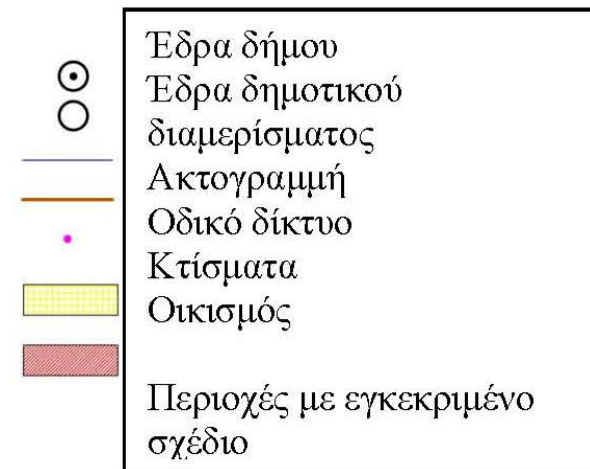 Έδρα δήμου
Έδρα δημοτικού
διαμερίσματος
Ακτογραμμή
Οδικό δίκτυο
Κτίσματα
Οικισμός
Περιοχές με εγκεκριμένο
σχέδιο